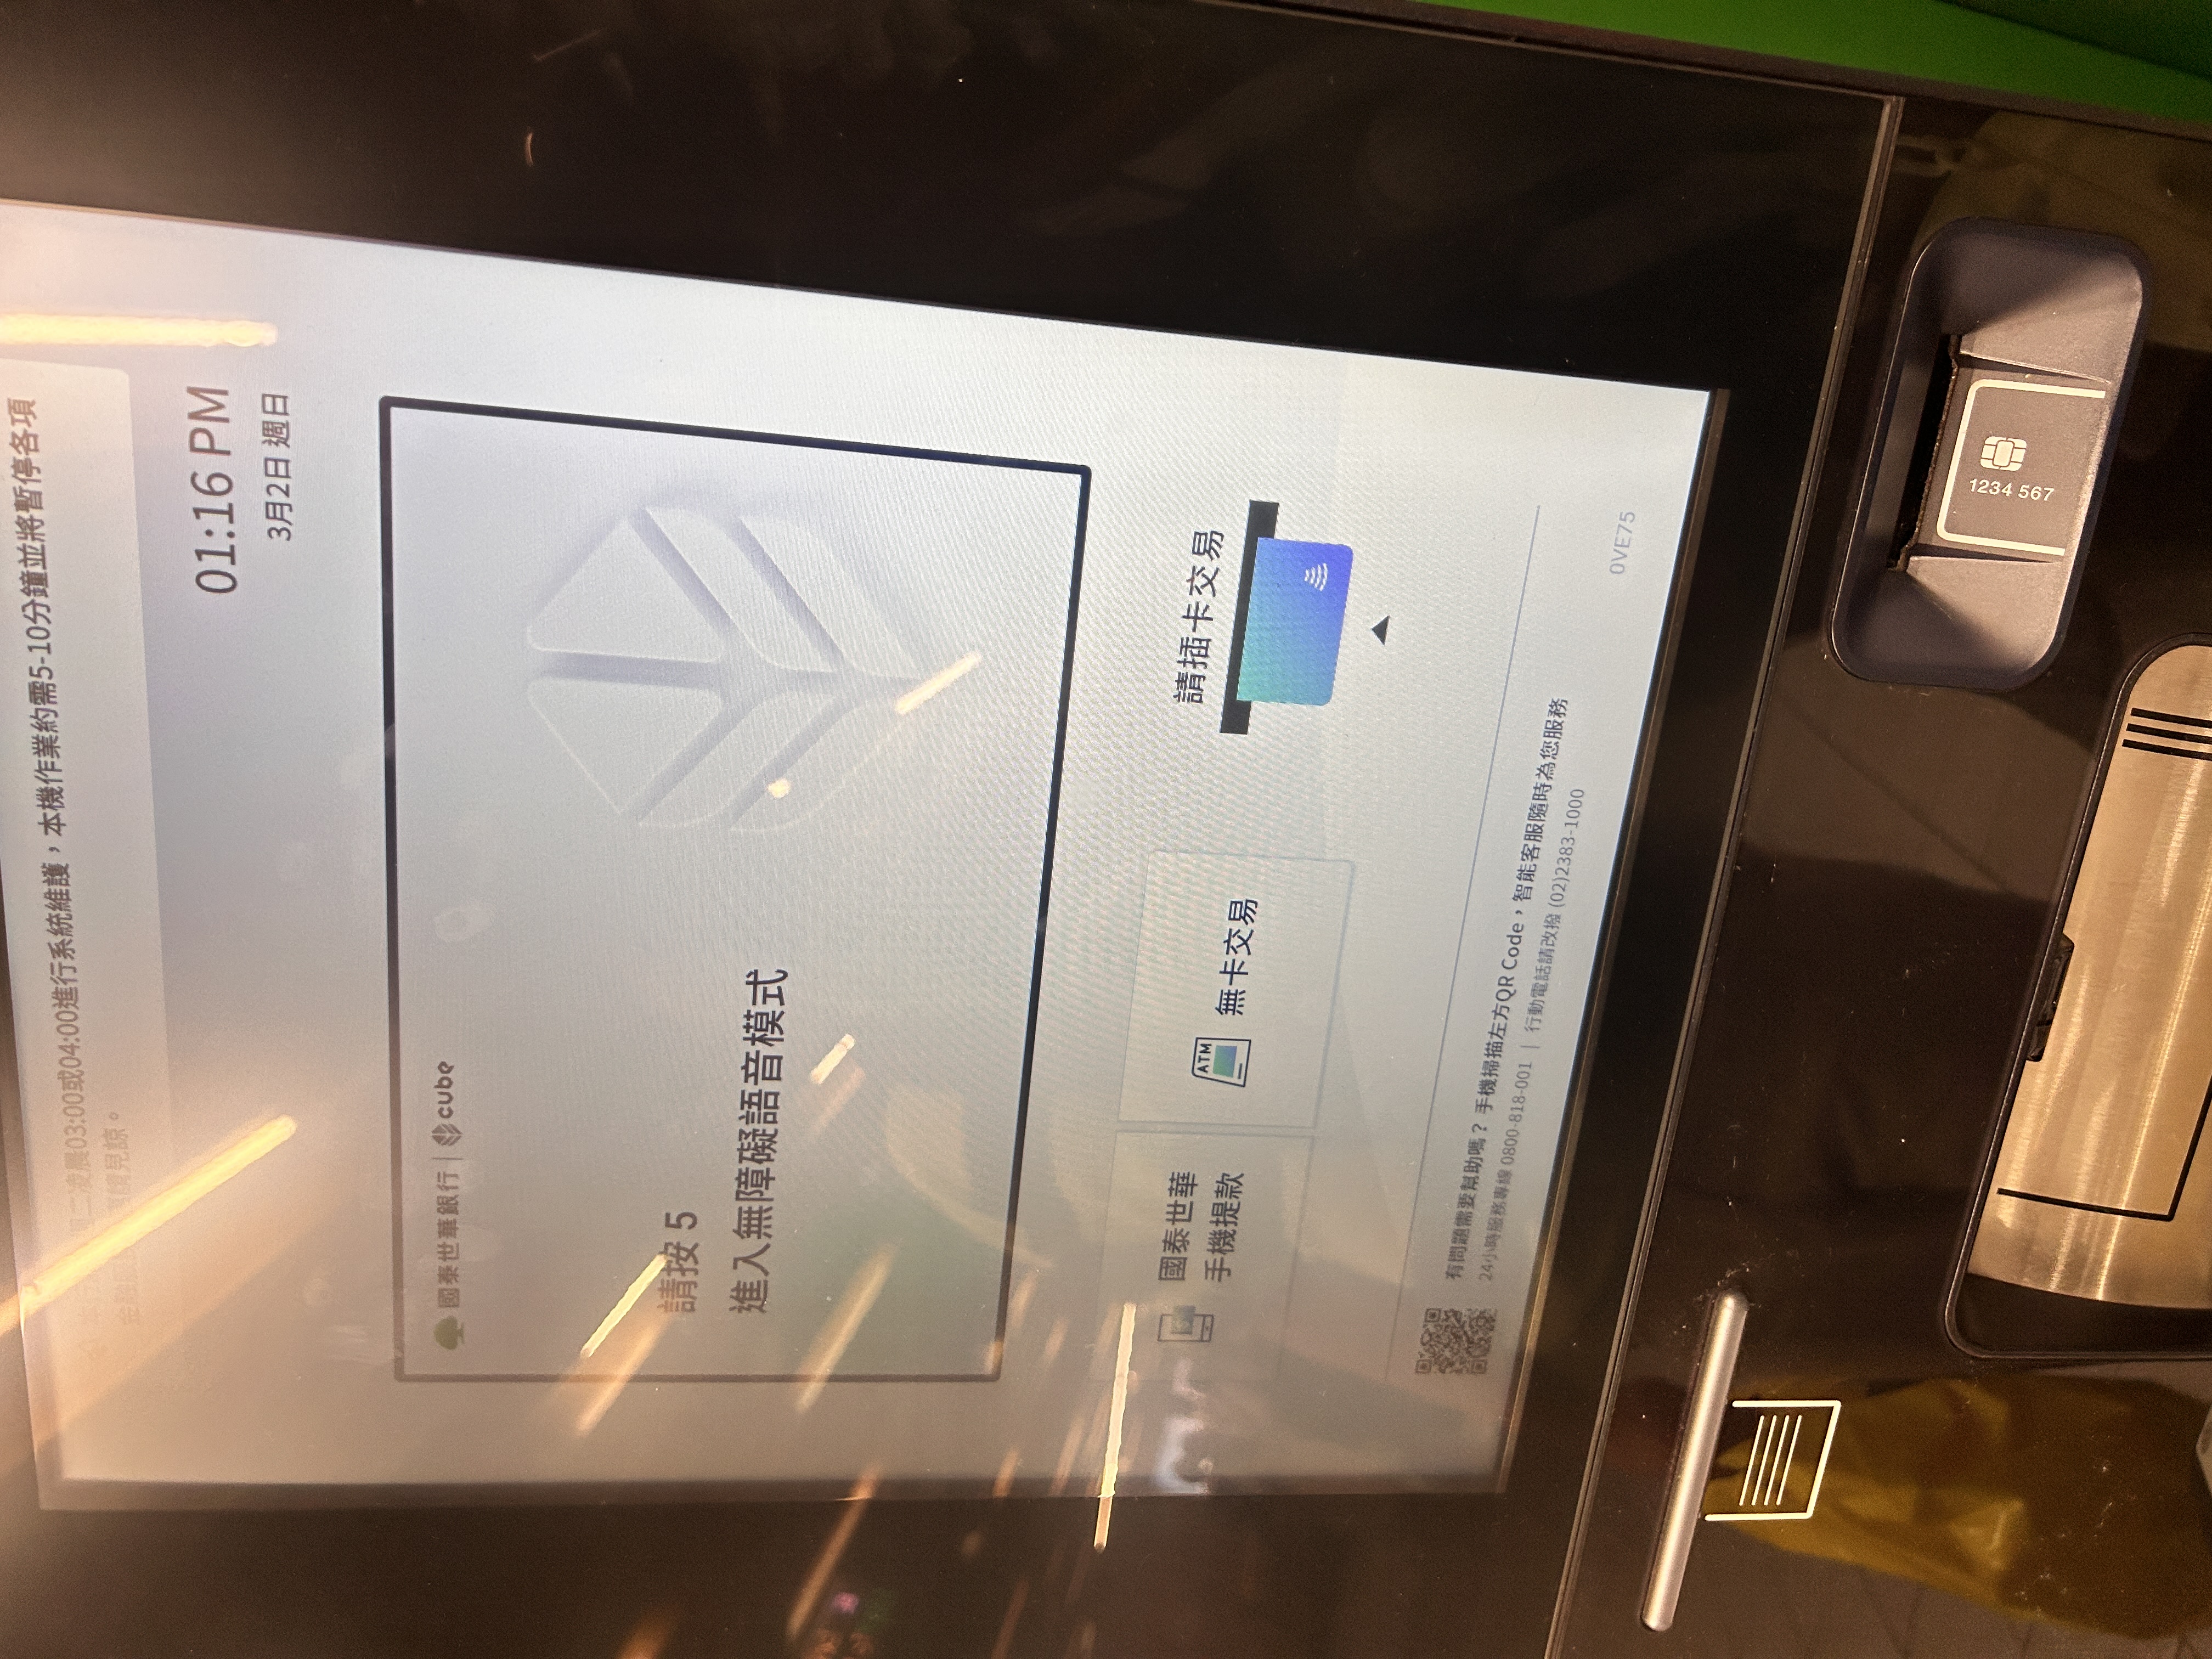 二凌晨03:00或04:00進行系統維護，本機作業約需5-10分鐘並將暫停各項
金融服 請見諒。
01:16 PM
3月2日 週日
國泰世華銀行 | cube
請按 5
進入無障礙語音模式
國泰世華
手機提款
ATM
無卡交易
請插卡交易
有問題需要幫助嗎？ 手機掃描左方QR Code，智能客服隨時為您服務
24小時服務專線 0800-818-001 | 行動電話請改撥 (02)2383-1000
0VE75
1234 567